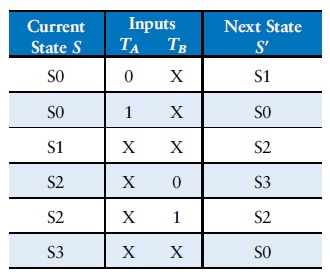 Current Inputs Next State
State S T_A T_B S'
S0 0 X S1
S0 1 X S0
S1 X X S2
S2 X 0 S3
S2 X 1 S2
S3 X X S0